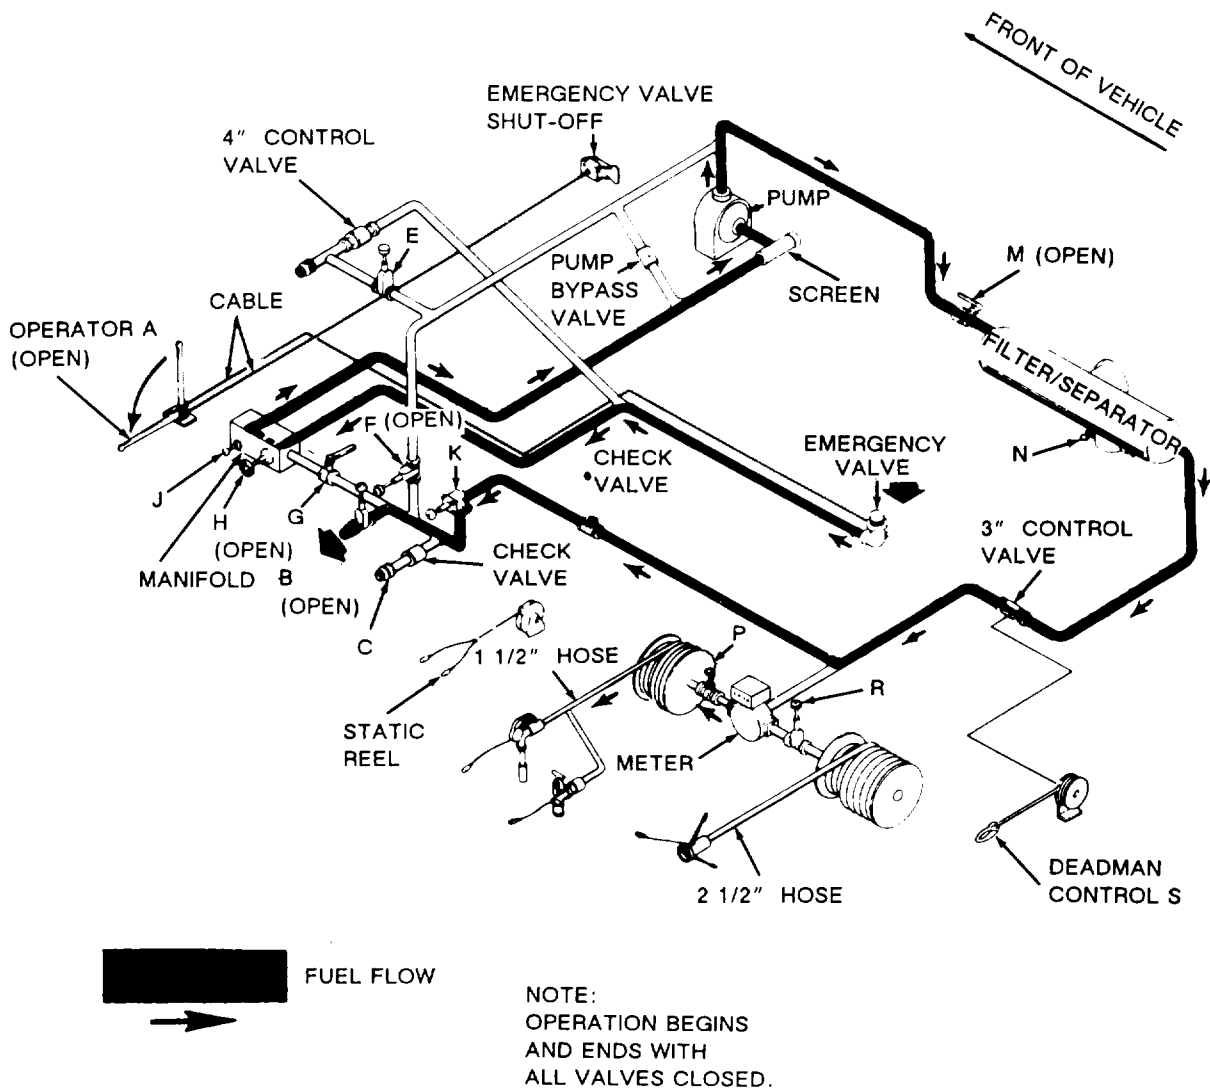 FRONT OF VEHICLE
EMERGENCY VALVE
SHUT-OFF
4" CONTROL
VALVE
PUMP
E
M (OPEN)
PUMP
BYPASS
VALVE
SCREEN
CABLE
OPERATOR A
(OPEN)
FILTER/SEPARATOR
F (OPEN)
EMERGENCY
VALVE
K
CHECK
VALVE
N
J
G
H
(OPEN)
3" CONTROL
VALVE
MANIFOLD B
(OPEN)
CHECK
VALVE
C
P
1 1/2" HOSE
R
STATIC
REEL
METER
DEADMAN
CONTROL S
2 1/2" HOSE
FUEL FLOW
NOTE:
OPERATION BEGINS
AND ENDS WITH
ALL VALVES CLOSED.